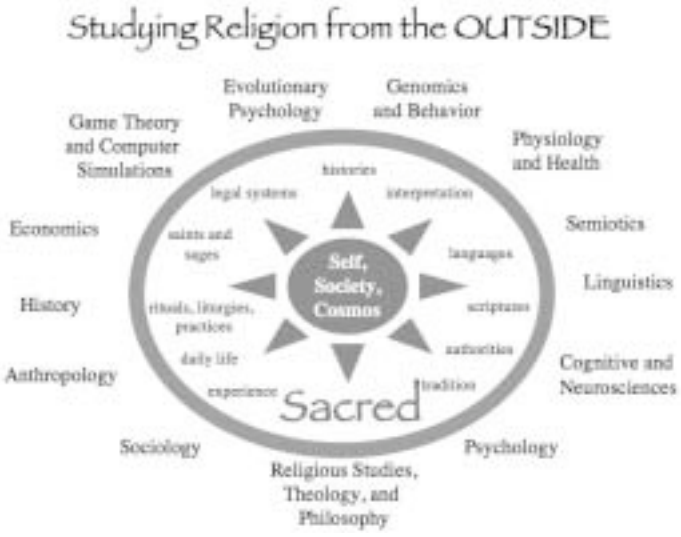 Studying Religion from the OUTSIDE
Evolutionary
Psychology
Genomics
and Behavior
Game Theory
and Computer
Simulations
Physiology
and Health
histories
legal systems
interpretation
Economics
Semiotics
saints and
sages
languages
Self,
Society,
Cosmos
Linguistics
History
rituals, liturgies,
practices
scriptures
daily life
authorities
Anthropology
Cognitive and
Neurosciences
experience
tradition
Sacred
Sociology
Psychology
Religious Studies,
Theology, and
Philosophy